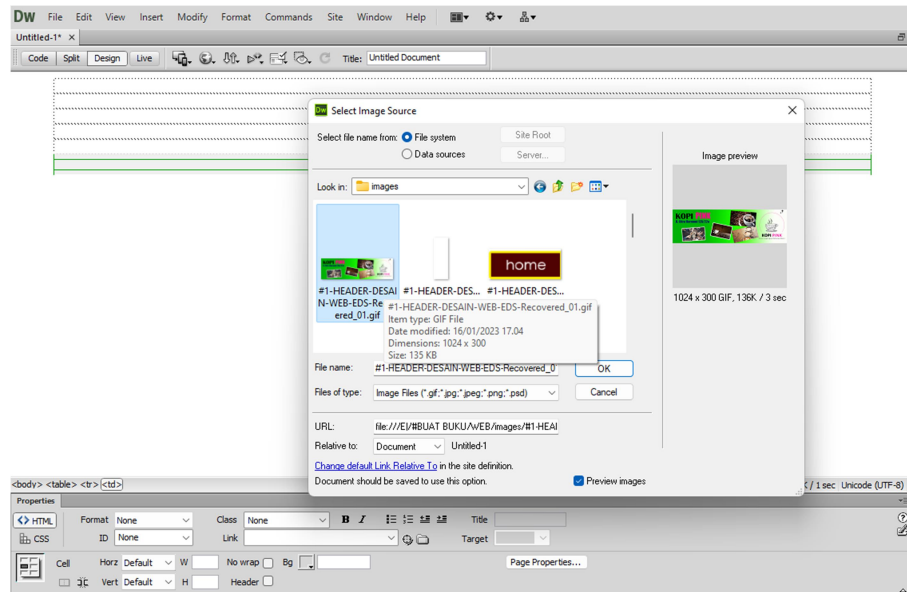 DW File Edit View Insert Modify Format Commands Site Window Help
Untitled-1* ×
Code Split Design Live Title: Untitled Document
Dw Select Image Source
Select file name from: File system Site Root
Data sources Server...
Image preview
Look in: images
KOPI PINK
KOPI PINK
home
#1-HEADER-DESAI
N-WEB-EDS-Re
ered_01.gif
#1-HEADER-DES...
#1-HEADER-DES...
1024 x 300 GIF, 136K / 3 sec
#1-HEADER-DESAIN-WEB-EDS-Recovered_01.gif
Item type: GIF File
Date modified: 16/01/2023 17.04
Dimensions: 1024 x 300
Size: 135 KB
File name: #1-HEADER-DESAIN-WEB-EDS-Recovered_0 OK
Files of type: Image Files (*.gif;*.jpg;*.jpeg;*.png;*.psd) Cancel
URL: file:///E|/#BUAT BUKU/WEB/images/#1-HEAI
Relative to: Document Untitled-1
Change default Link Relative To in the site definition.
Document should be saved to use this option. Preview images
<body> <table> <tr> <td> / 1 sec Unicode (UTF-8)
Properties
<> HTML Format None Class None B I Title
CSS ID None Link Target
Cell Horz Default W No wrap Bg Page Properties...
Vert Default H Header